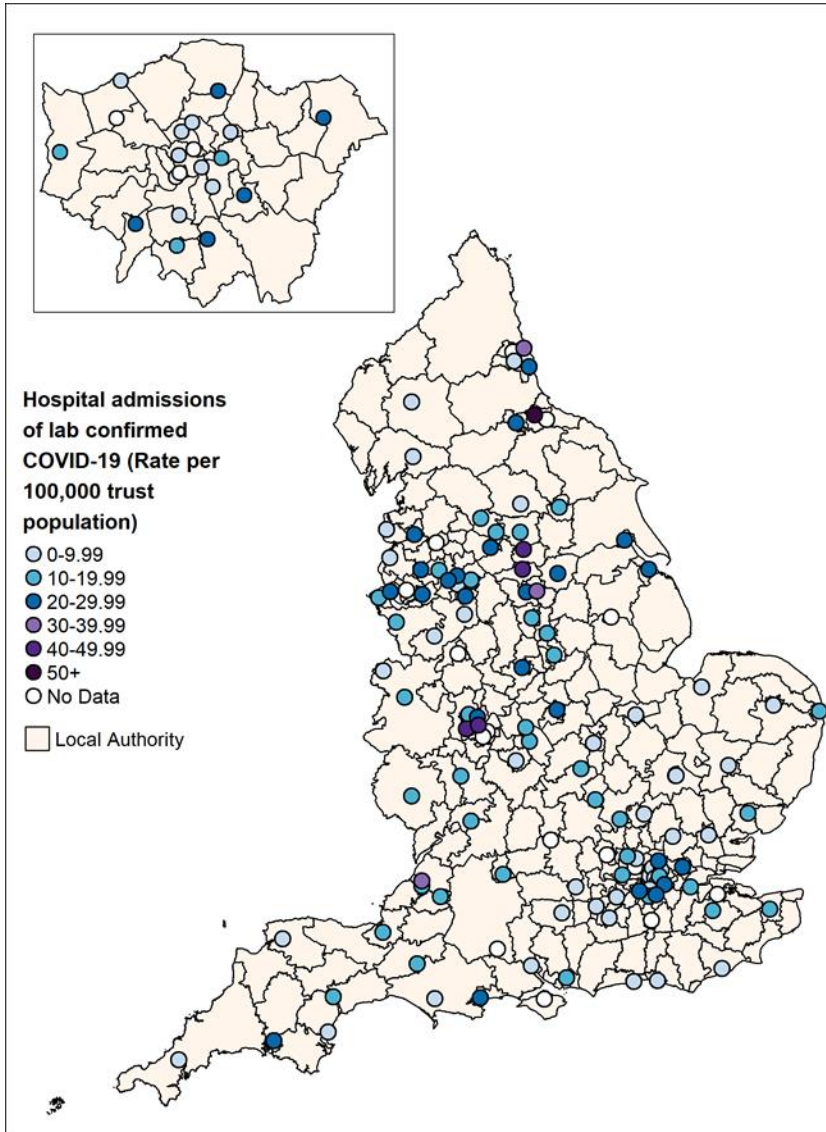 Hospital admissions
of lab confirmed
COVID-19 (Rate per
100,000 trust
population)
0-9.99
10-19.99
20-29.99
30-39.99
40-49.99
50+
No Data
Local Authority